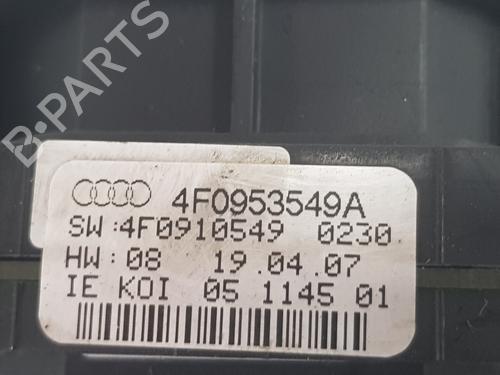 B-PARTS
4F0953549A
SW:4F0910549 0230
HW:08 19.04.07
IE KOI 05 1145 01